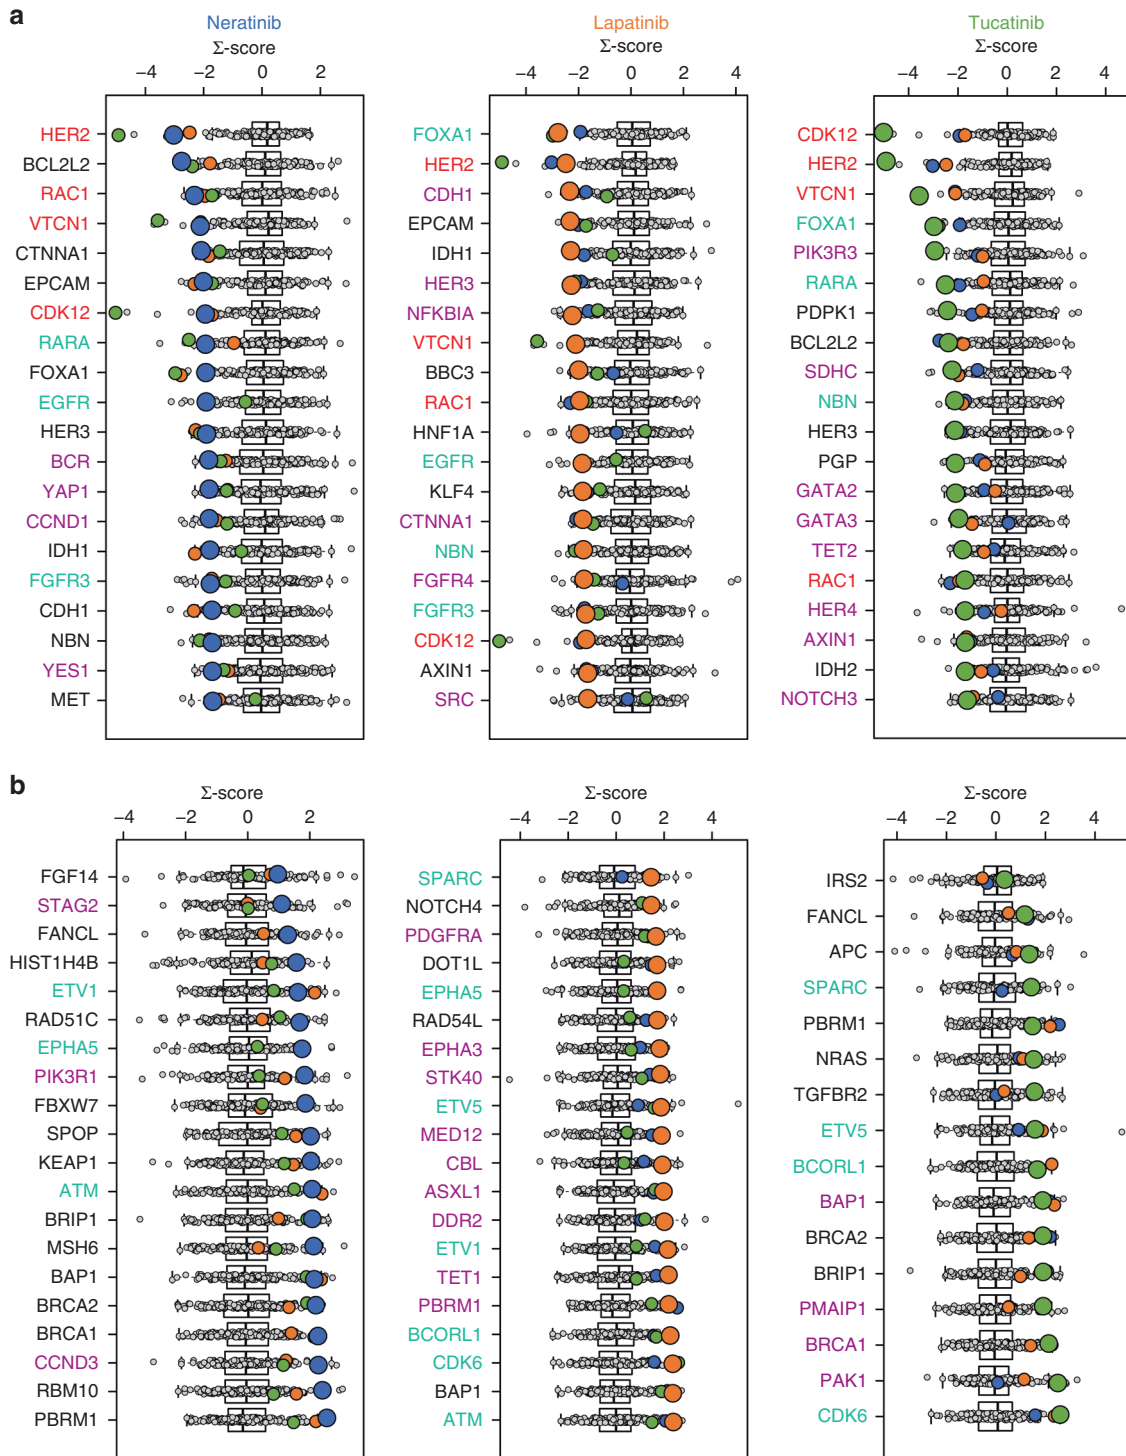 a
Neratinib
Σ-score
−4 −2 0 2
HER2
BCL2L2
RAC1
VTCN1
CTNNA1
EPCAM
CDK12
RARA
FOXA1
EGFR
HER3
BCR
YAP1
CCND1
IDH1
FGFR3
CDH1
NBN
YES1
MET
Lapatinib
Σ-score
−4 −2 0 2 4
FOXA1
HER2
CDH1
EPCAM
IDH1
HER3
NFKBIA
VTCN1
BBC3
RAC1
HNF1A
EGFR
KLF4
CTNNA1
NBN
FGFR4
FGFR3
CDK12
AXIN1
SRC
Tucatinib
Σ-score
−4 −2 0 2 4
CDK12
HER2
VTCN1
FOXA1
PIK3R3
RARA
PDPK1
BCL2L2
SDHC
NBN
HER3
PGP
GATA2
GATA3
TET2
RAC1
HER4
AXIN1
IDH2
NOTCH3
b
Σ-score
−4 −2 0 2
FGF14
STAG2
FANCL
HIST1H4B
ETV1
RAD51C
EPHA5
PIK3R1
FBXW7
SPOP
KEAP1
ATM
BRIP1
MSH6
BAP1
BRCA2
BRCA1
CCND3
RBM10
PBRM1
Σ-score
−4 −2 0 2 4
SPARC
NOTCH4
PDGFRA
DOT1L
EPHA5
RAD54L
EPHA3
STK40
ETV5
MED12
CBL
ASXL1
DDR2
ETV1
TET1
PBRM1
BCORL1
CDK6
BAP1
ATM
Σ-score
−4 −2 0 2 4
IRS2
FANCL
APC
SPARC
PBRM1
NRAS
TGFBR2
ETV5
BCORL1
BAP1
BRCA2
BRIP1
PMAIP1
BRCA1
PAK1
CDK6